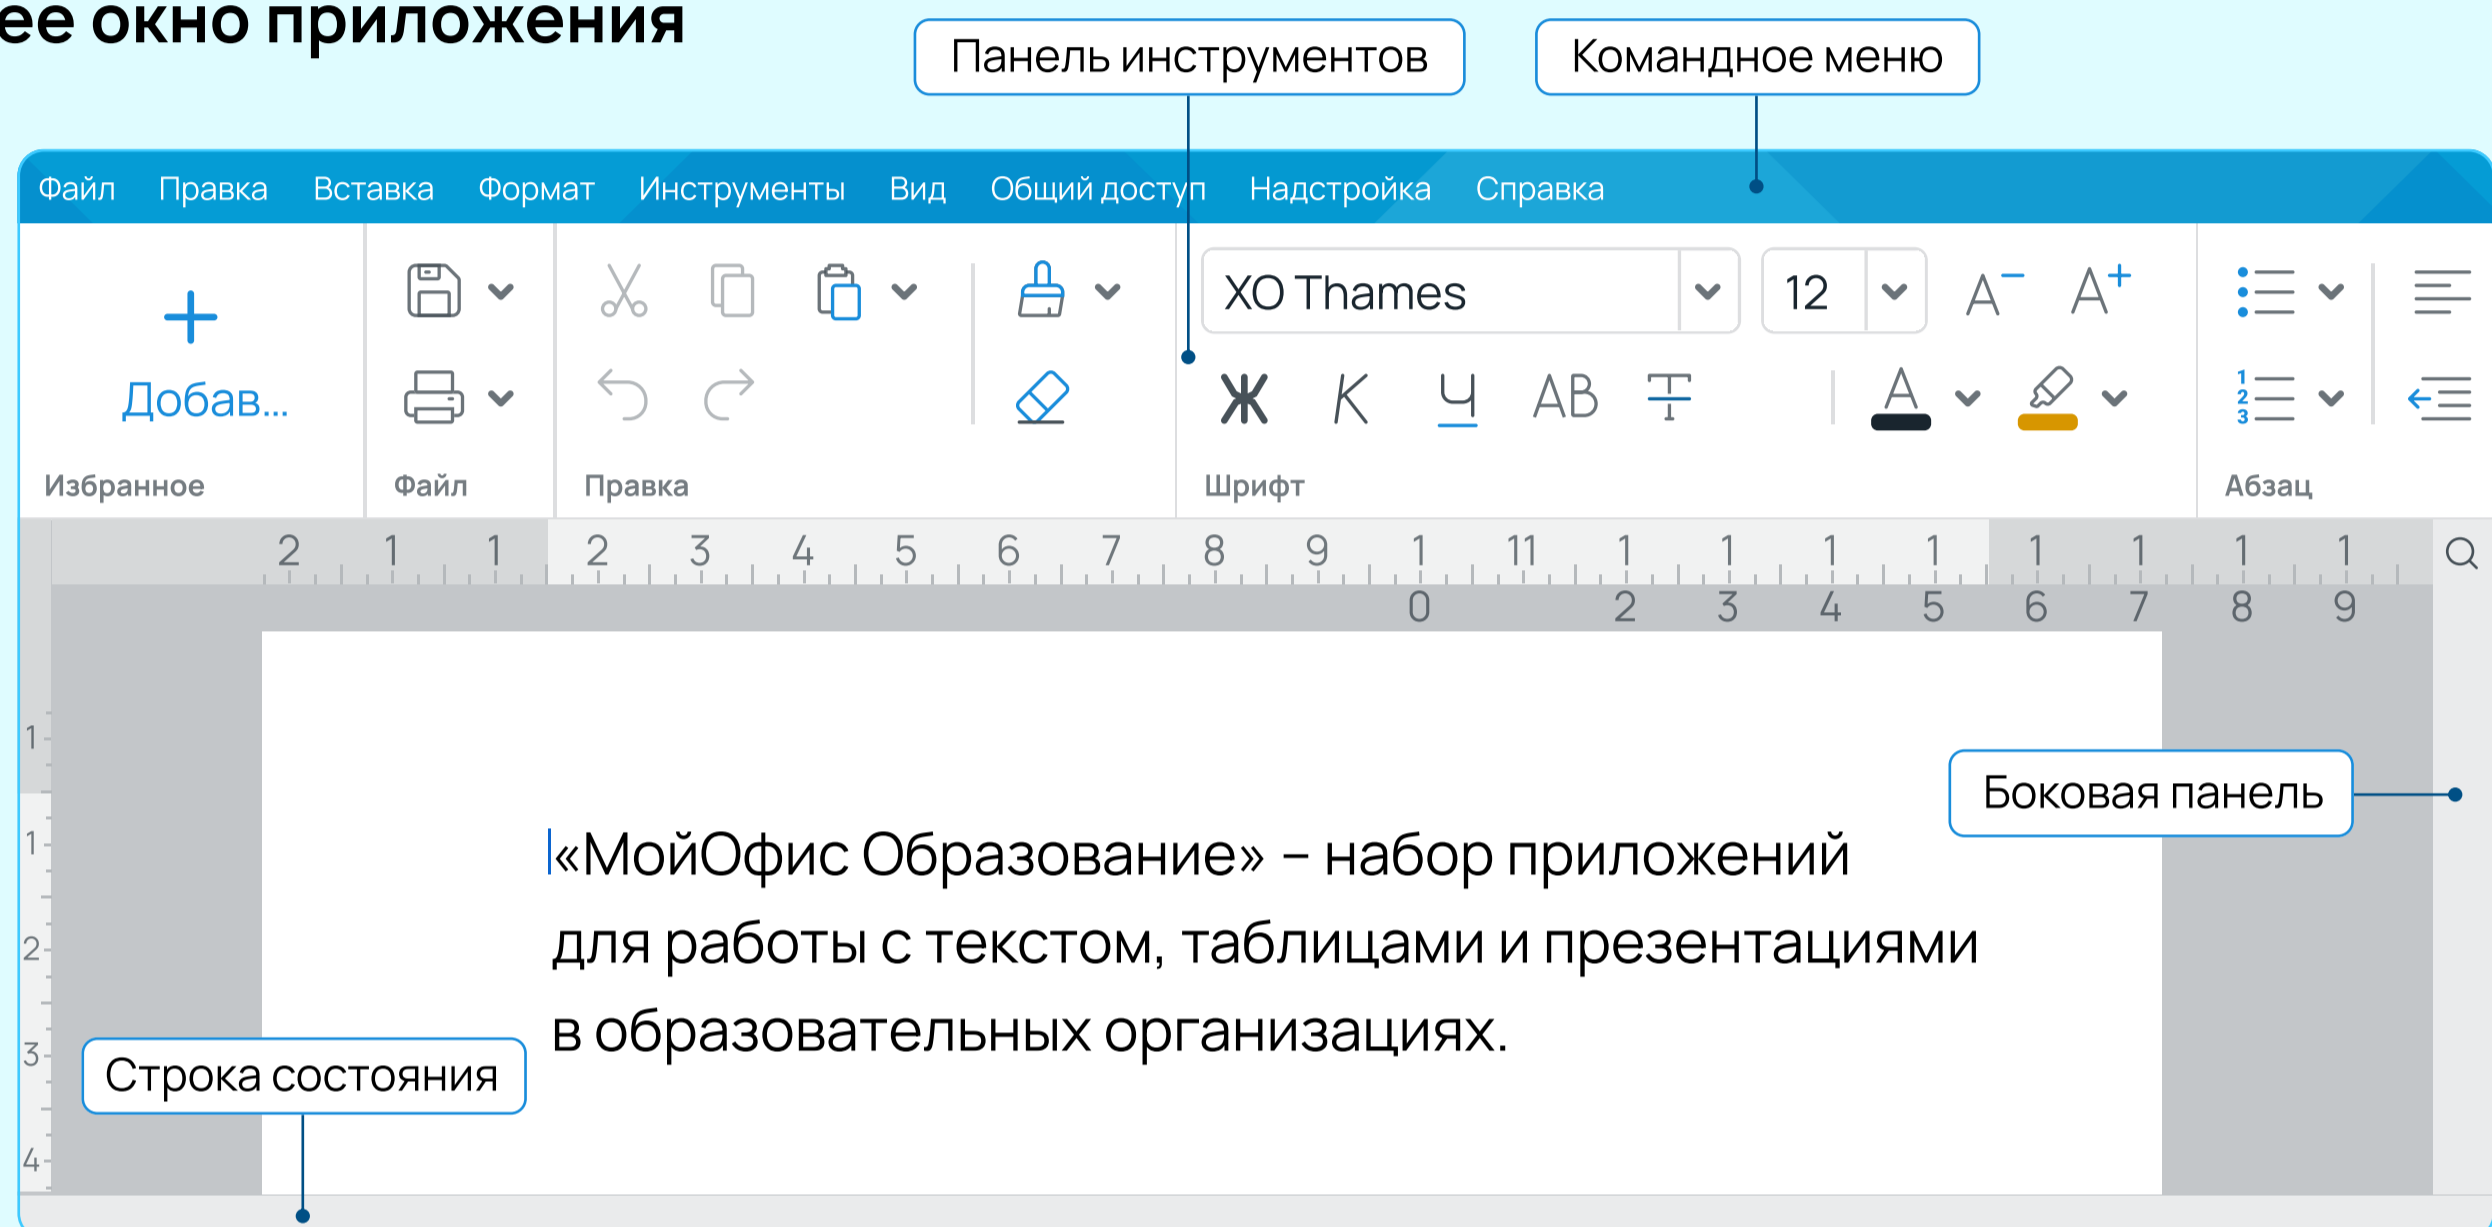 ее окно приложения
Панель инструментов
Командное меню
Файл Правка Вставка Формат Инструменты Вид Общий доступ Надстройка Справка
XO Thames 12 А− А+
Добав...
Ж К Ч АВ Т А
1
2
3
Избранное Файл Правка Шрифт Абзац
2 1 1 2 3 4 5 6 7 8 9 1 11 1 1 1 1 1 1 1 1
0 2 3 4 5 6 7 8 9
1
Боковая панель
1
«МойОфис Образование» – набор приложений
2
для работы с текстом, таблицами и презентациями
3
в образовательных организациях.
Строка состояния
4